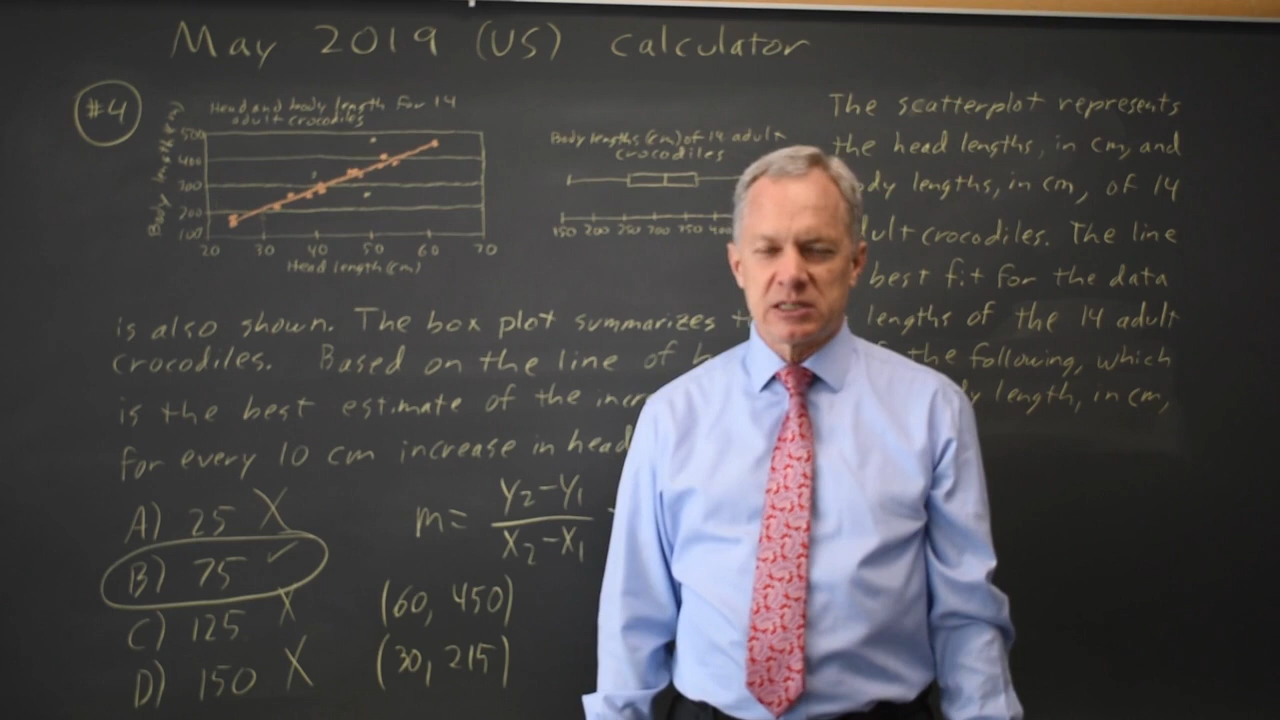 May 2019 (US) Calculator
#4
Head and body length for 14
adult crocodiles
Body length (cm)
500
400
300
200
100
20 30 40 50 60 70
Head length (cm)
Body lengths (cm) of 14 adult
crocodiles
150 200 250 300 350 400
The scatterplot represents
the head lengths, in cm, and
body lengths, in cm, of 14
adult crocodiles. The line
best fit for the data
is also shown. The box plot summarizes lengths of the 14 adult
crocodiles. Based on the line of the following, which
is the best estimate of the length, in cm,
for every 10 cm increase in head
A) 25 X
B) 75 ✓
C) 125 X
D) 150 X
m = Y2-Y1
X2-X1
(60, 450)
(30, 215)